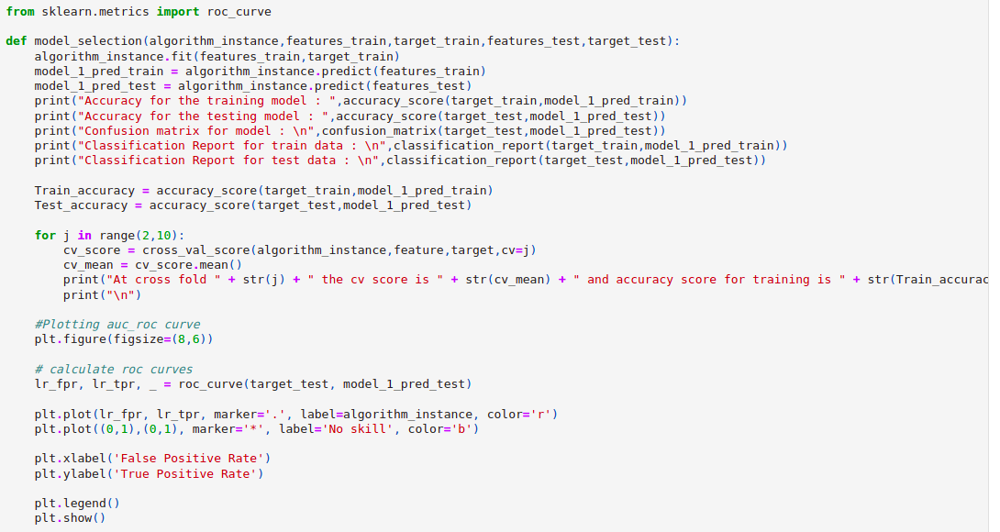 from sklearn.metrics import roc_curve
def model_selection(algorithm_instance,features_train,target_train,features_test,target_test):
    algorithm_instance.fit(features_train,target_train)
    model_1_pred_train = algorithm_instance.predict(features_train)
    model_1_pred_test = algorithm_instance.predict(features_test)
    print("Accuracy for the training model : ",accuracy_score(target_train,model_1_pred_train))
    print("Accuracy for the testing model : ",accuracy_score(target_test,model_1_pred_test))
    print("Confusion matrix for model : \n",confusion_matrix(target_test,model_1_pred_test))
    print("Classification Report for train data : \n",classification_report(target_train,model_1_pred_train))
    print("Classification Report for test data : \n",classification_report(target_test,model_1_pred_test))
    Train_accuracy = accuracy_score(target_train,model_1_pred_train)
    Test_accuracy = accuracy_score(target_test,model_1_pred_test)
    for j in range(2,10):
        cv_score = cross_val_score(algorithm_instance,feature,target,cv=j)
        cv_mean = cv_score.mean()
        print("At cross fold " + str(j) + " the cv score is " + str(cv_mean) + " and accuracy score for training is " + str(Train_accurac
        print("\n")
    #Plotting auc_roc curve
    plt.figure(figsize=(8,6))
    # calculate roc curves
    lr_fpr, lr_tpr, _ = roc_curve(target_test, model_1_pred_test)
    plt.plot(lr_fpr, lr_tpr, marker='.', label=algorithm_instance, color='r')
    plt.plot((0,1),(0,1), marker='*', label='No skill', color='b')
    plt.xlabel('False Positive Rate')
    plt.ylabel('True Positive Rate')
    plt.legend()
    plt.show()